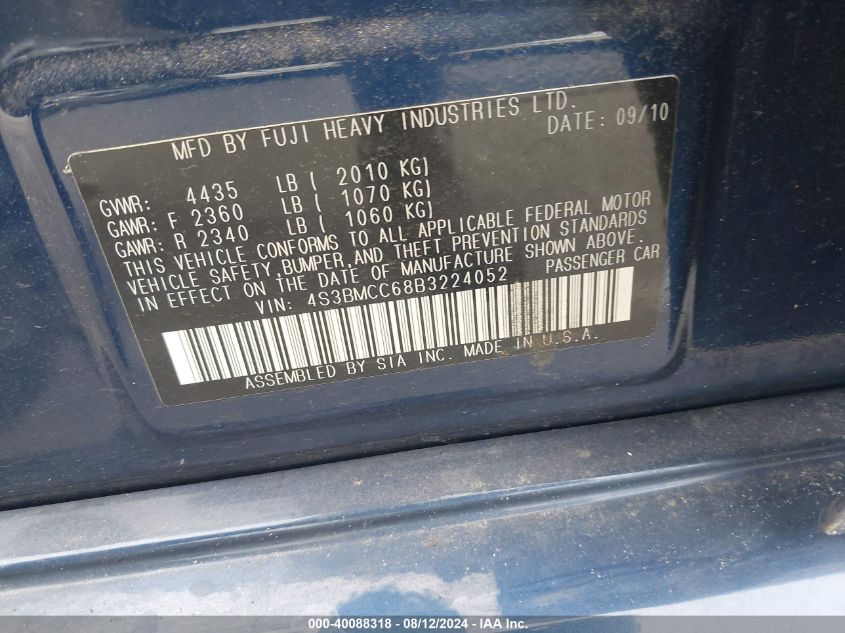 MFD BY FUJI HEAVY INDUSTRIES LTD.
DATE: 09/10
GVWR: 4435 LB ( 2010 KG)
GAWR: F 2360 LB ( 1070 KG)
GAWR: R 2340 LB ( 1060 KG)
THIS VEHICLE CONFORMS TO ALL APPLICABLE FEDERAL MOTOR
VEHICLE SAFETY, BUMPER, AND THEFT PREVENTION STANDARDS
IN EFFECT ON THE DATE OF MANUFACTURE SHOWN ABOVE.
VIN: 4S3BMCC68B3224052 PASSENGER CAR
ASSEMBLED BY SIA INC. MADE IN U.S.A.
000-40088318 - 08/12/2024 - IAA Inc.